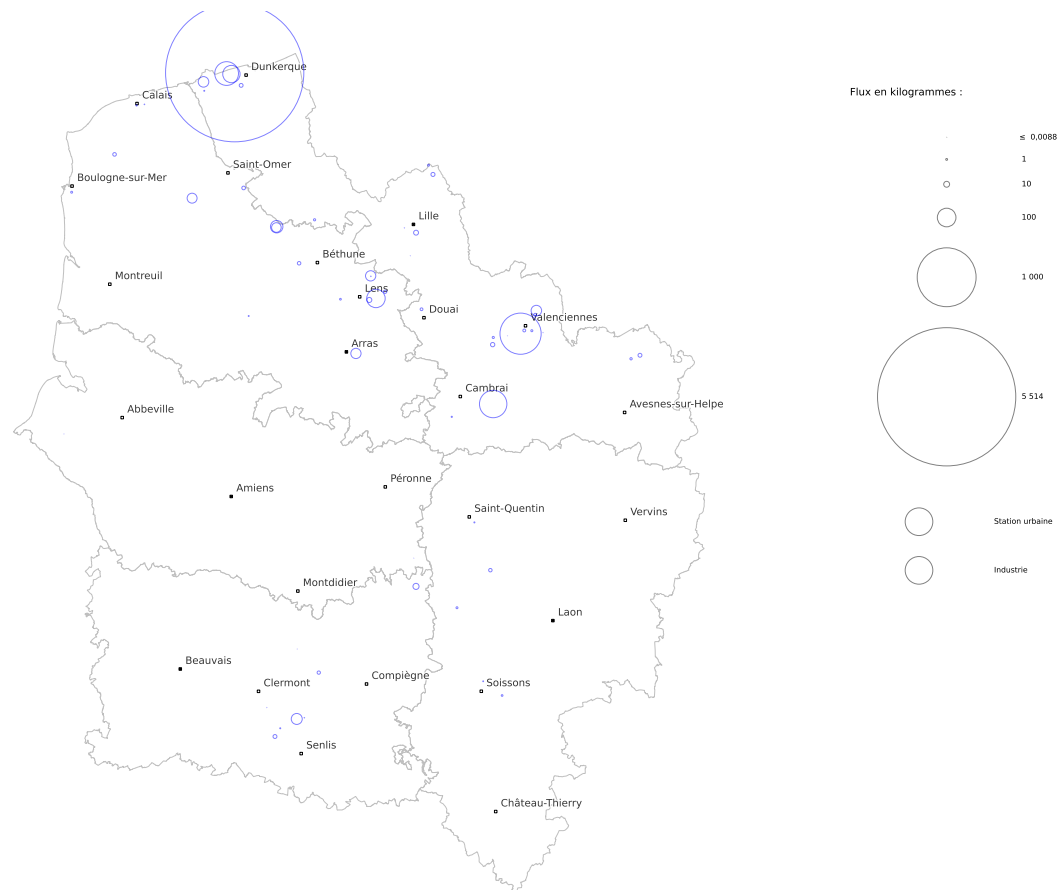 Dunkerque
Calais
Saint-Omer
Boulogne-sur-Mer
Lille
Béthune
Montreuil
Lens
Douai
Valenciennes
Arras
Cambrai
Avesnes-sur-Helpe
Abbeville
Péronne
Amiens
Saint-Quentin
Vervins
Montdidier
Laon
Beauvais
Clermont
Compiègne
Soissons
Senlis
Château-Thierry
Flux en kilogrammes :
≤ 0,0088
1
10
100
1 000
5 514
Station urbaine
Industrie